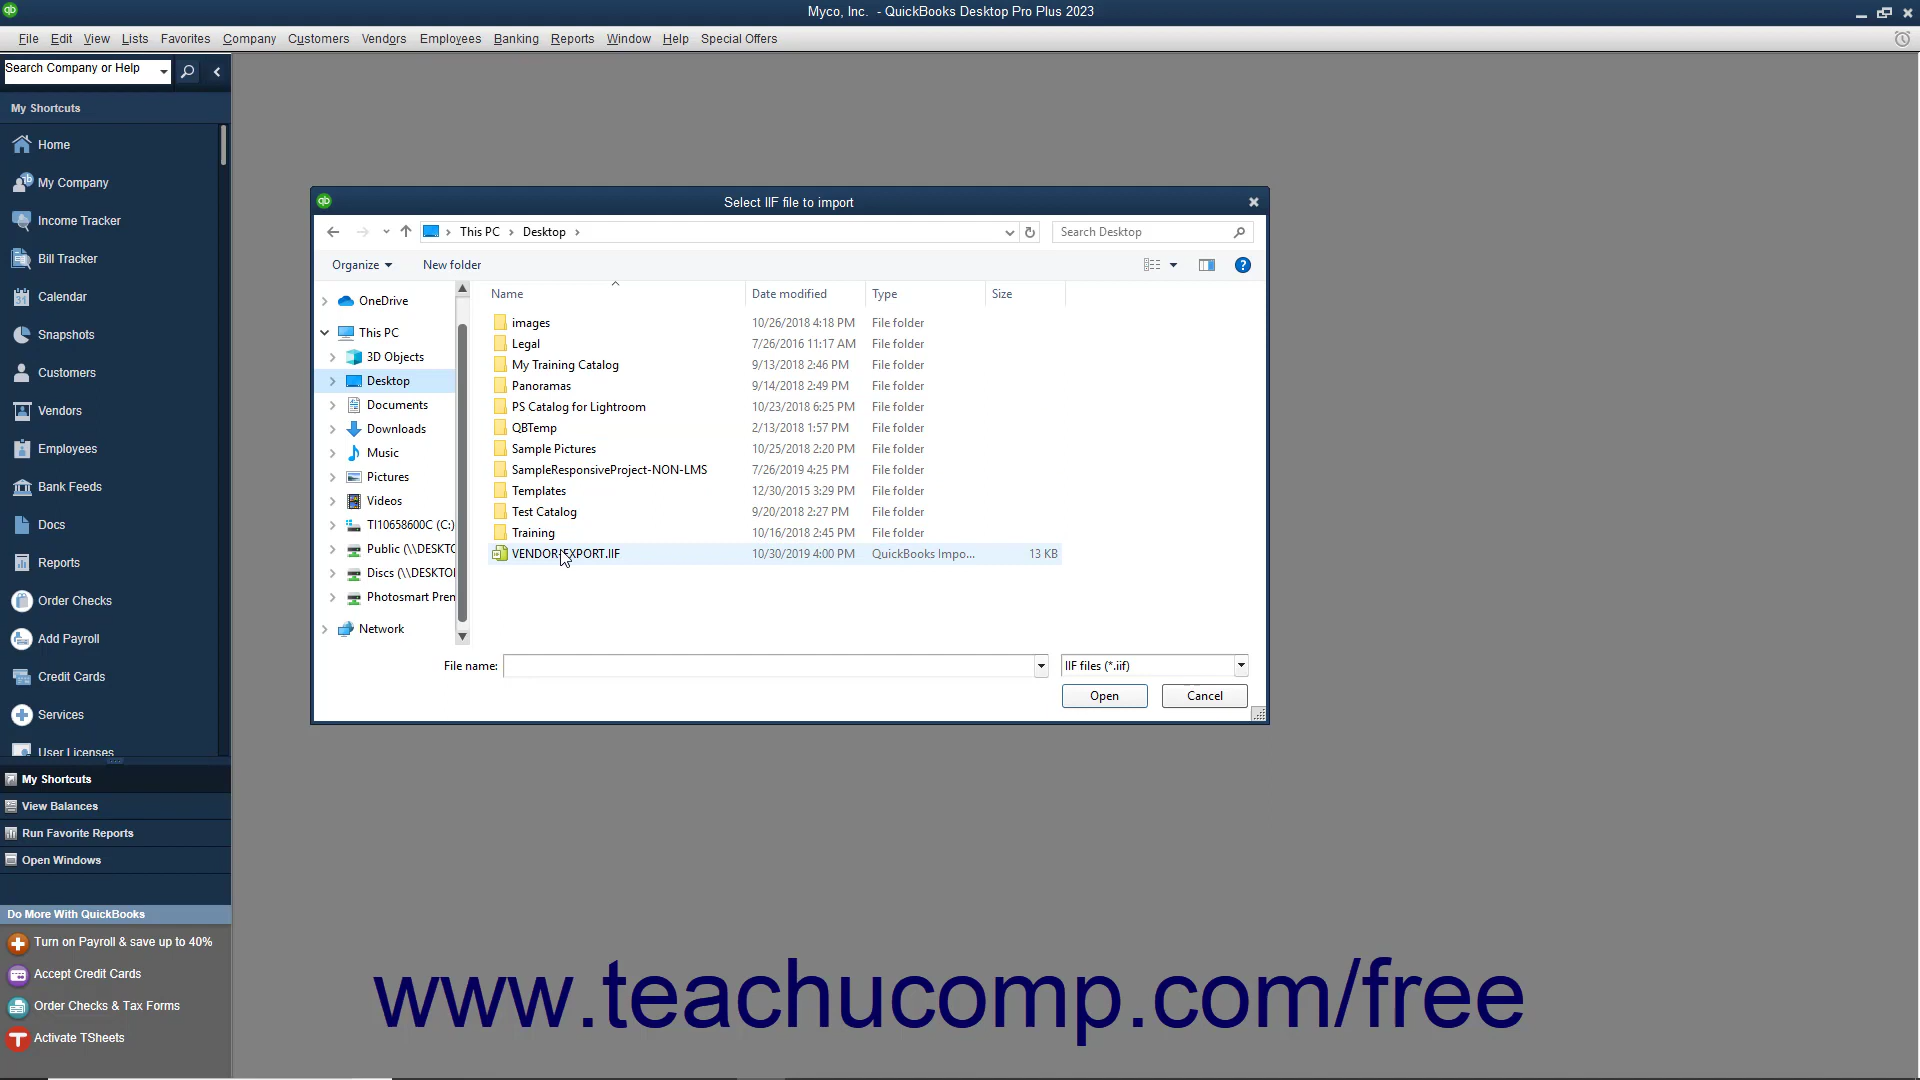 Myco, Inc. - QuickBooks Desktop Pro Plus 2023
File Edit View Lists Favorites Company Customers Vendors Employees Banking Reports Window Help Special Offers
Search Company or Help
My Shortcuts
Home
My Company
Income Tracker
Bill Tracker
Calendar
Snapshots
Customers
Vendors
Employees
Bank Feeds
Docs
Reports
Order Checks
Add Payroll
Credit Cards
Services
User Licenses
My Shortcuts
View Balances
Run Favorite Reports
Open Windows
Do More With QuickBooks
Turn on Payroll & save up to 40%
Accept Credit Cards
Order Checks & Tax Forms
Activate TSheets
Select IIF file to import
This PC Desktop
Search Desktop
Organize New folder
OneDrive
This PC
3D Objects
Desktop
Documents
Downloads
Music
Pictures
Videos
TI10658600C (C:)
Public (\\DESKTO
Discs (\\DESKTO
Photosmart Pren
Network
Name Date modified Type Size
images 10/26/2018 4:18 PM File folder
Legal 7/26/2016 11:17 AM File folder
My Training Catalog 9/13/2018 2:46 PM File folder
Panoramas 9/14/2018 2:49 PM File folder
PS Catalog for Lightroom 10/23/2018 6:25 PM File folder
QBTemp 2/13/2018 1:57 PM File folder
Sample Pictures 10/25/2018 2:20 PM File folder
SampleResponsiveProject-NON-LMS 7/26/2019 4:25 PM File folder
Templates 12/30/2015 3:29 PM File folder
Test Catalog 9/20/2018 2:27 PM File folder
Training 10/16/2018 2:45 PM File folder
VENDOR EXPORT.IIF 10/30/2019 4:00 PM QuickBooks Impo... 13 KB
File name:
IIF files (*.iif)
Open Cancel
www.teachucomp.com/free